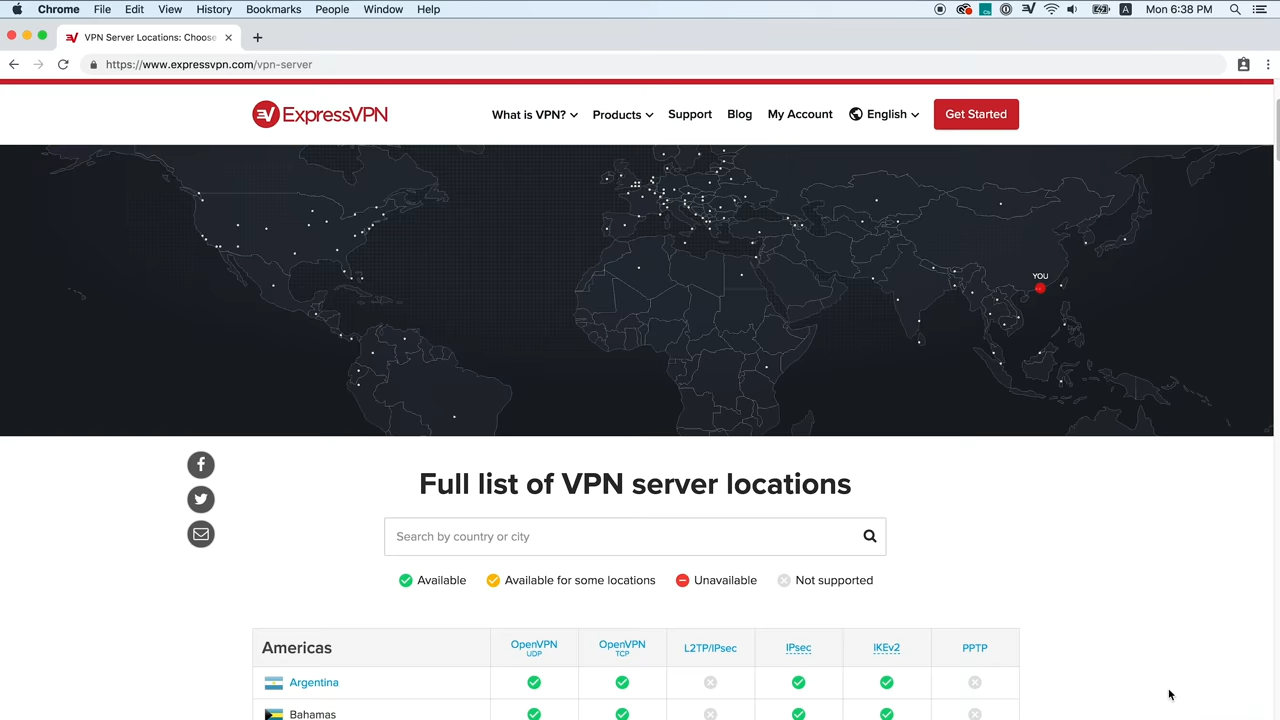 Chrome File Edit View History Bookmarks People Window Help A Mon 6:38 PM
VPN Server Locations: Choose
https://www.expressvpn.com/vpn-server
ExpressVPN What is VPN? Products Support Blog My Account English Get Started
YOU
Full list of VPN server locations
Search by country or city
Available Available for some locations Unavailable Not supported
Americas OpenVPN UDP OpenVPN TCP L2TP/IPsec IPsec IKEv2 PPTP
Argentina
Bahamas